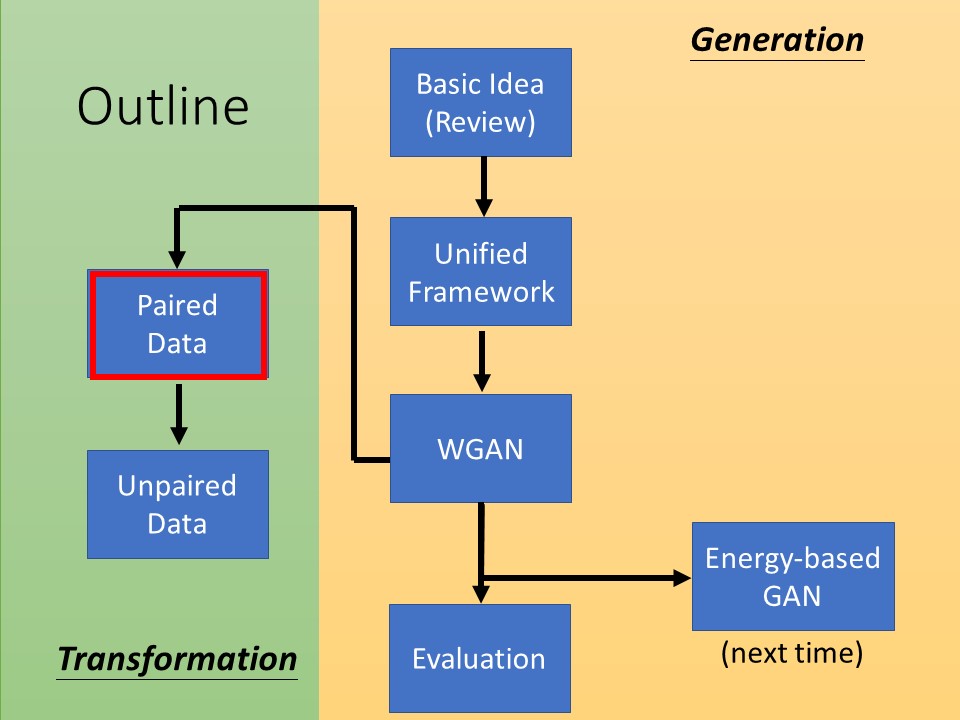 Outline
Generation
Basic Idea
(Review)
Unified
Framework
WGAN
Paired
Data
Unpaired
Data
Energy-based
GAN
(next time)
Evaluation
Transformation